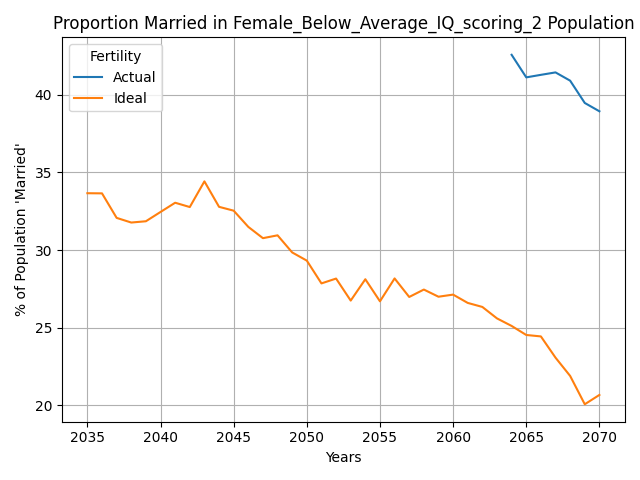 Proportion Married in Female_Below_Average_IQ_scoring_2 Population
Fertility
Actual
Ideal
% of Population 'Married'
40
35
30
25
20
2035 2040 2045 2050 2055 2060 2065 2070
Years